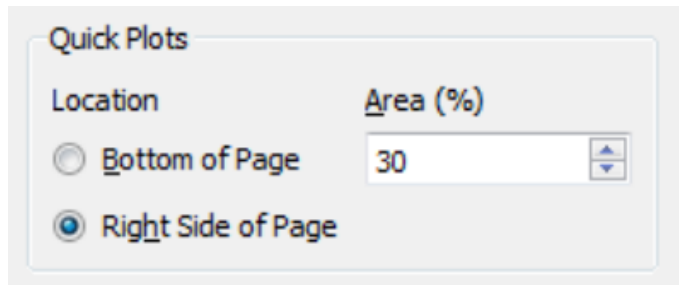 Quick Plots
Location
Area (%)
Bottom of Page
30
Right Side of Page